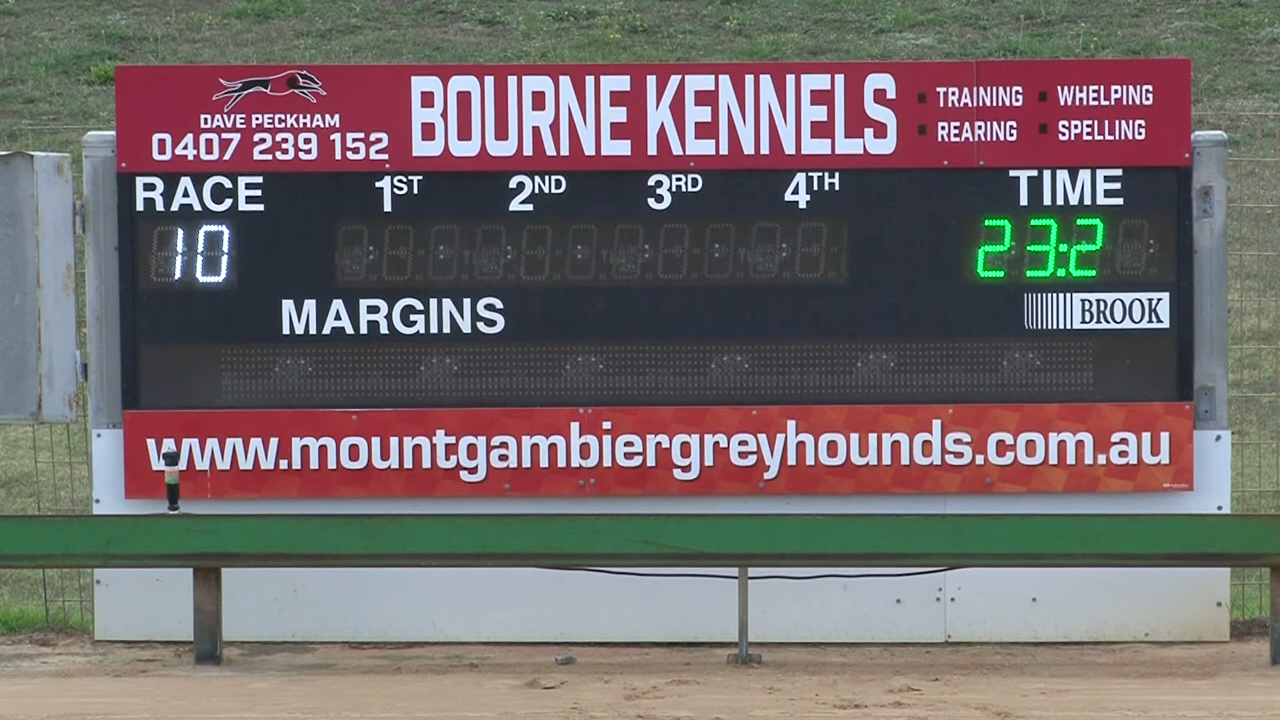 DAVE PECKHAM
0407 239 152
BOURNE KENNELS
TRAINING
WHELPING
REARING
SPELLING
RACE 1ST 2ND 3RD 4TH TIME
10 23:2
MARGINS
BROOK
www.mountgambiergreyhounds.com.au